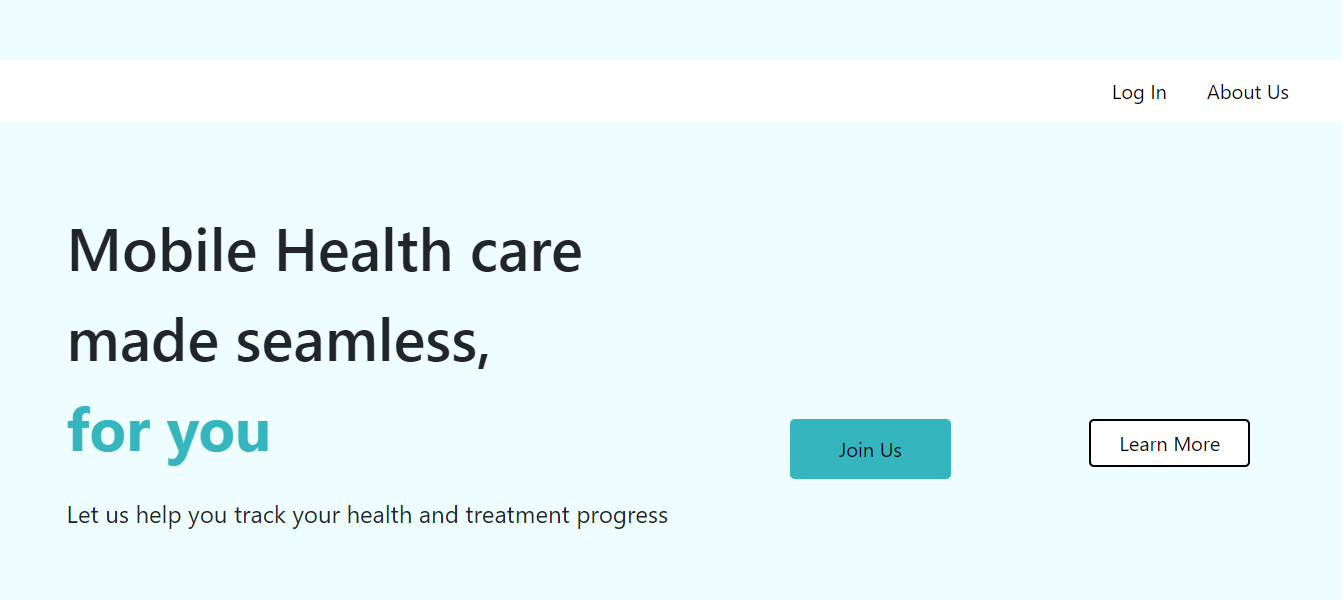 Log In
About Us
Mobile Health care
made seamless,
for you
Join Us
Learn More
Let us help you track your health and treatment progress